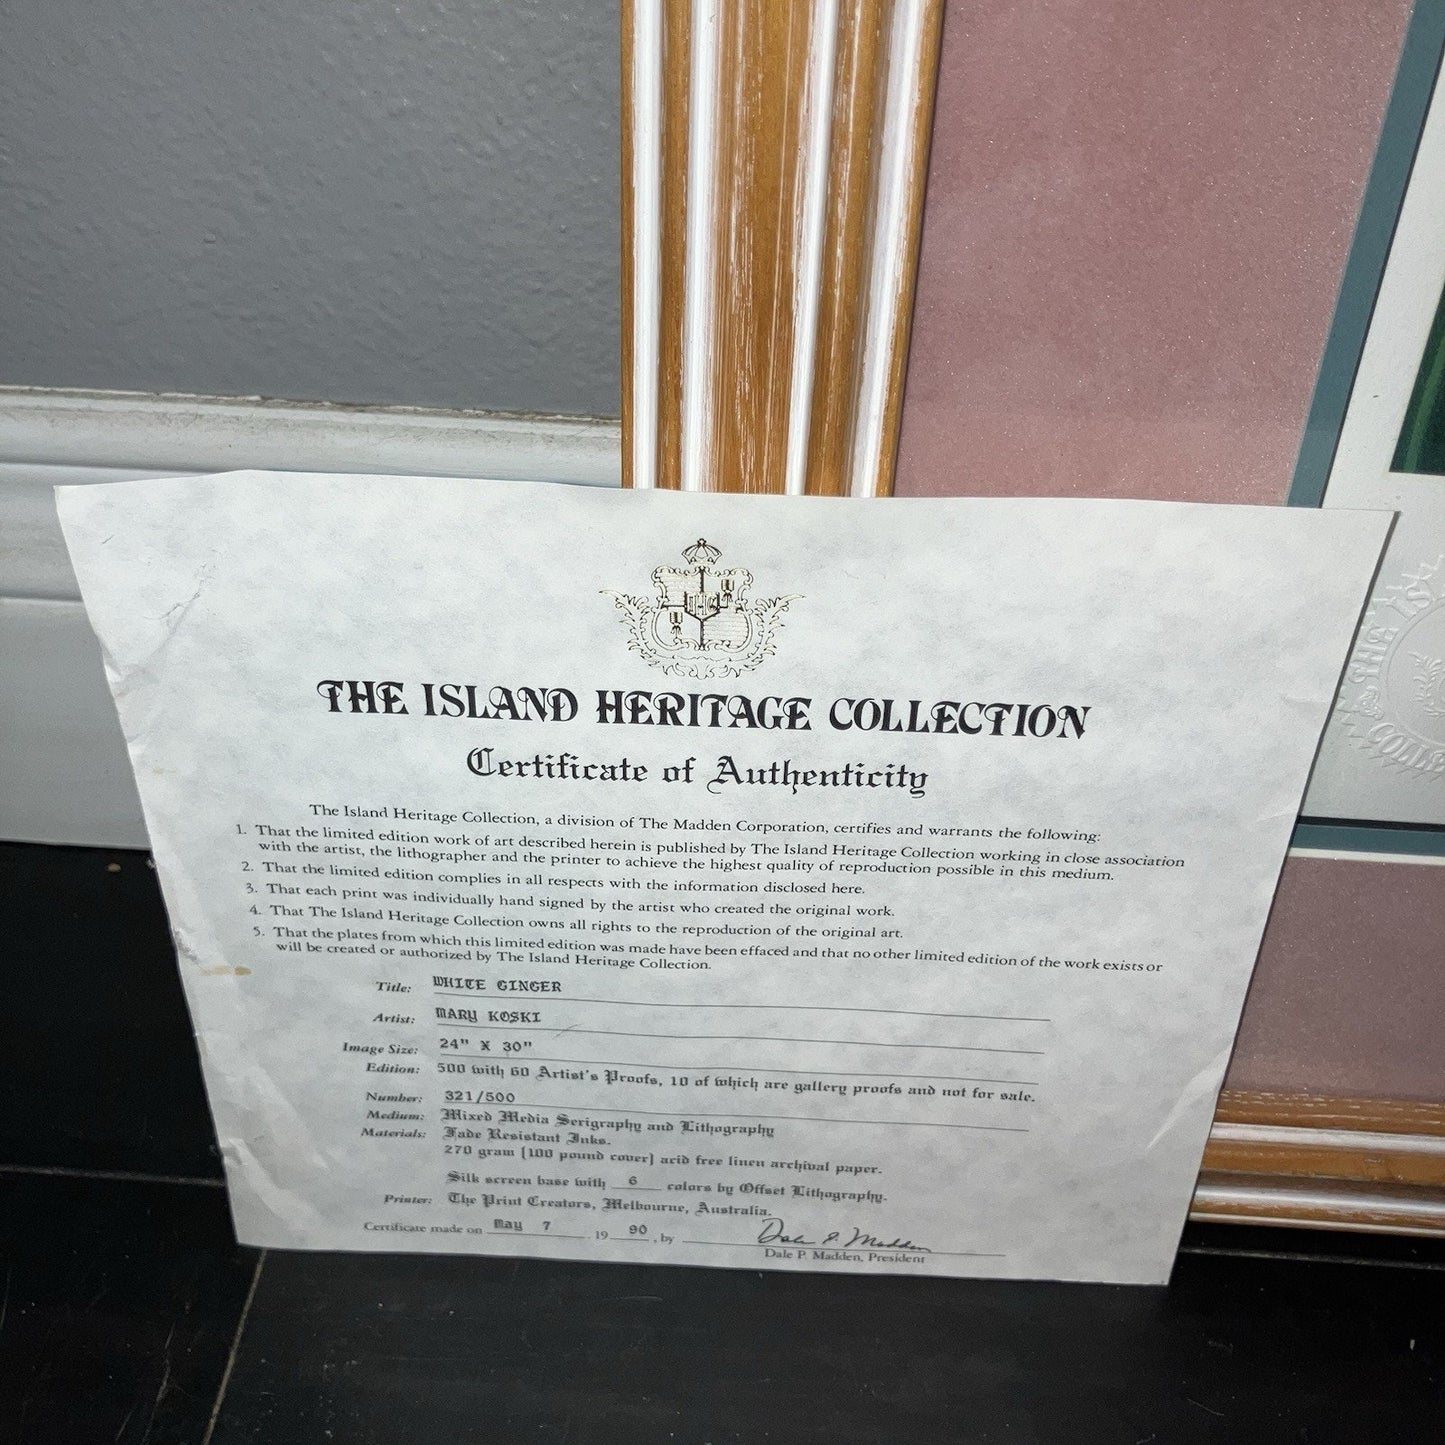 THE ISLAND HERITAGE COLLECTION
Certificate of Authenticity
The Island Heritage Collection, a division of The Madden Corporation, certifies and warrants the following:
1. That the limited edition work of art described herein is published by The Island Heritage Collection working in close association
with the artist, the lithographer and the printer to achieve the highest quality of reproduction possible in this medium.
2. That the limited edition complies in all respects with the information disclosed here.
3. That each print was individually hand signed by the artist who created the original work.
4. That The Island Heritage Collection owns all rights to the reproduction of the original art.
5. That the plates from which this limited edition was made have been effaced and that no other limited edition of the work exists or
will be created or authorized by The Island Heritage Collection.
Title: WHITE GINGER
Artist: MARY KOSKI
Image Size: 24" X 30"
Edition: 500 with 60 Artist's Proofs, 10 of which are gallery proofs and not for sale.
Number: 321/500
Medium: Mixed Media Serigraphy and Lithography
Materials: Fade Resistant Inks.
270 gram (100 pound cover) acid free linen archival paper.
Silk screen base with 6 colors by Offset Lithography.
Printer: The Print Creators, Melbourne, Australia.
Certificate made on May 7 19 90, by Dale P. Madden
Dale P. Madden, President
THE IS
COLLE